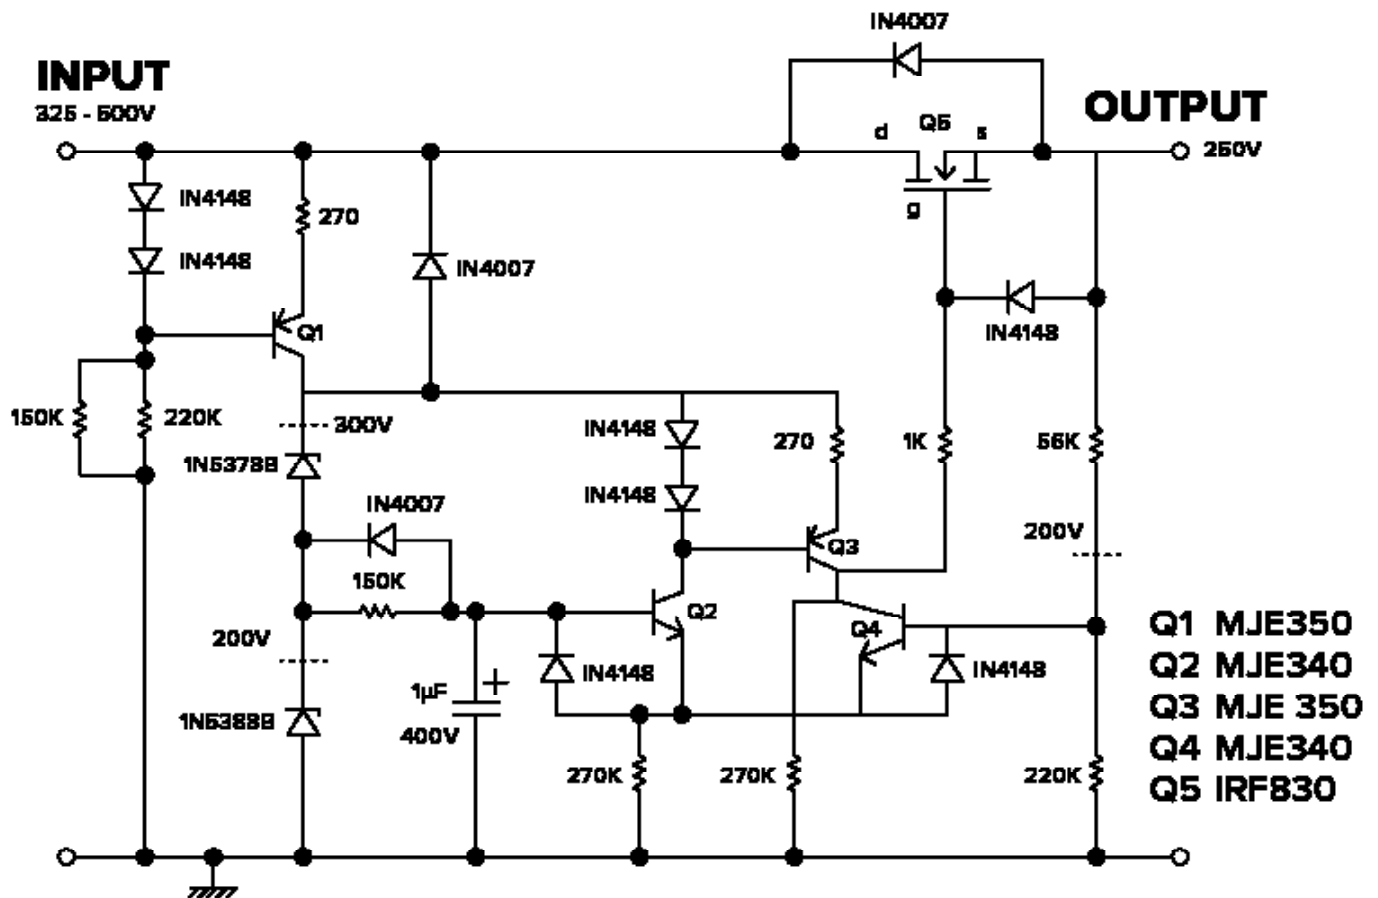 IN4007
INPUT
325 - 500V
OUTPUT
d
Q5
s
250V
IN4148
270
g
IN4148
IN4007
Q1
IN4148
150K
220K
300V
IN4148
270
1K
56K
1N5378B
IN4007
IN4148
200V
Q3
150K
Q2
Q4
200V
IN4148
IN4148
1µF
+
1N5388B
400V
270K
270K
220K
Q1 MJE350
Q2 MJE340
Q3 MJE 350
Q4 MJE340
Q5 IRF830